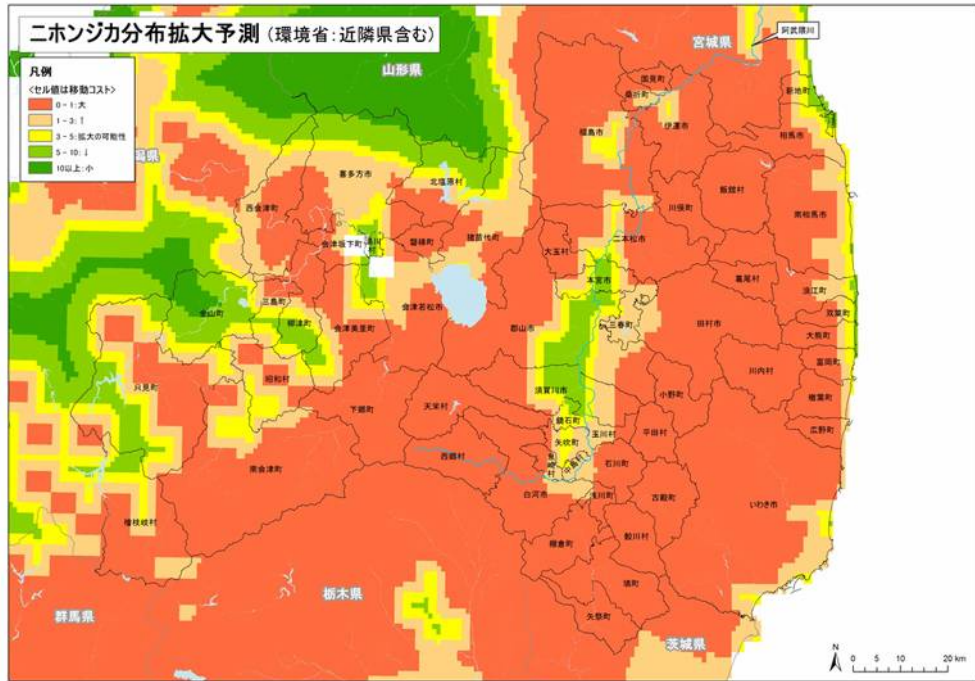 ニホンジカ分布拡大予測 (環境省:近隣県含む)
凡例
<セル値は移動コスト>
0-1:大
1-3:↑
3-5:拡大の可能性
5-10:↓
10以上:小
宮城県
阿武隈川
山形県
国見町
桑折町
新地町
福島市
伊達市
相馬市
潟県
喜多方市
北塩原村
西会津町
飯舘村
川俣町
南相馬市
会津坂下町
湯川村
磐梯町
猪苗代町
大玉村
二本松市
本宮市
葛尾村
浪江町
三島町
金山町
柳津町
会津若松市
会津美里町
郡山市
三春町
田村市
双葉町
大熊町
富岡町
只見町
昭和村
川内村
楢葉町
下郷町
天栄村
須賀川市
小野町
鏡石町
玉川村
平田村
広野町
矢吹町
西郷村
石川町
南会津町
白河市
浅川町
古殿町
いわき市
檜枝岐村
棚倉町
鮫川村
塙町
矢祭町
栃木県
群馬県
茨城県
N
0 5 10 20 km